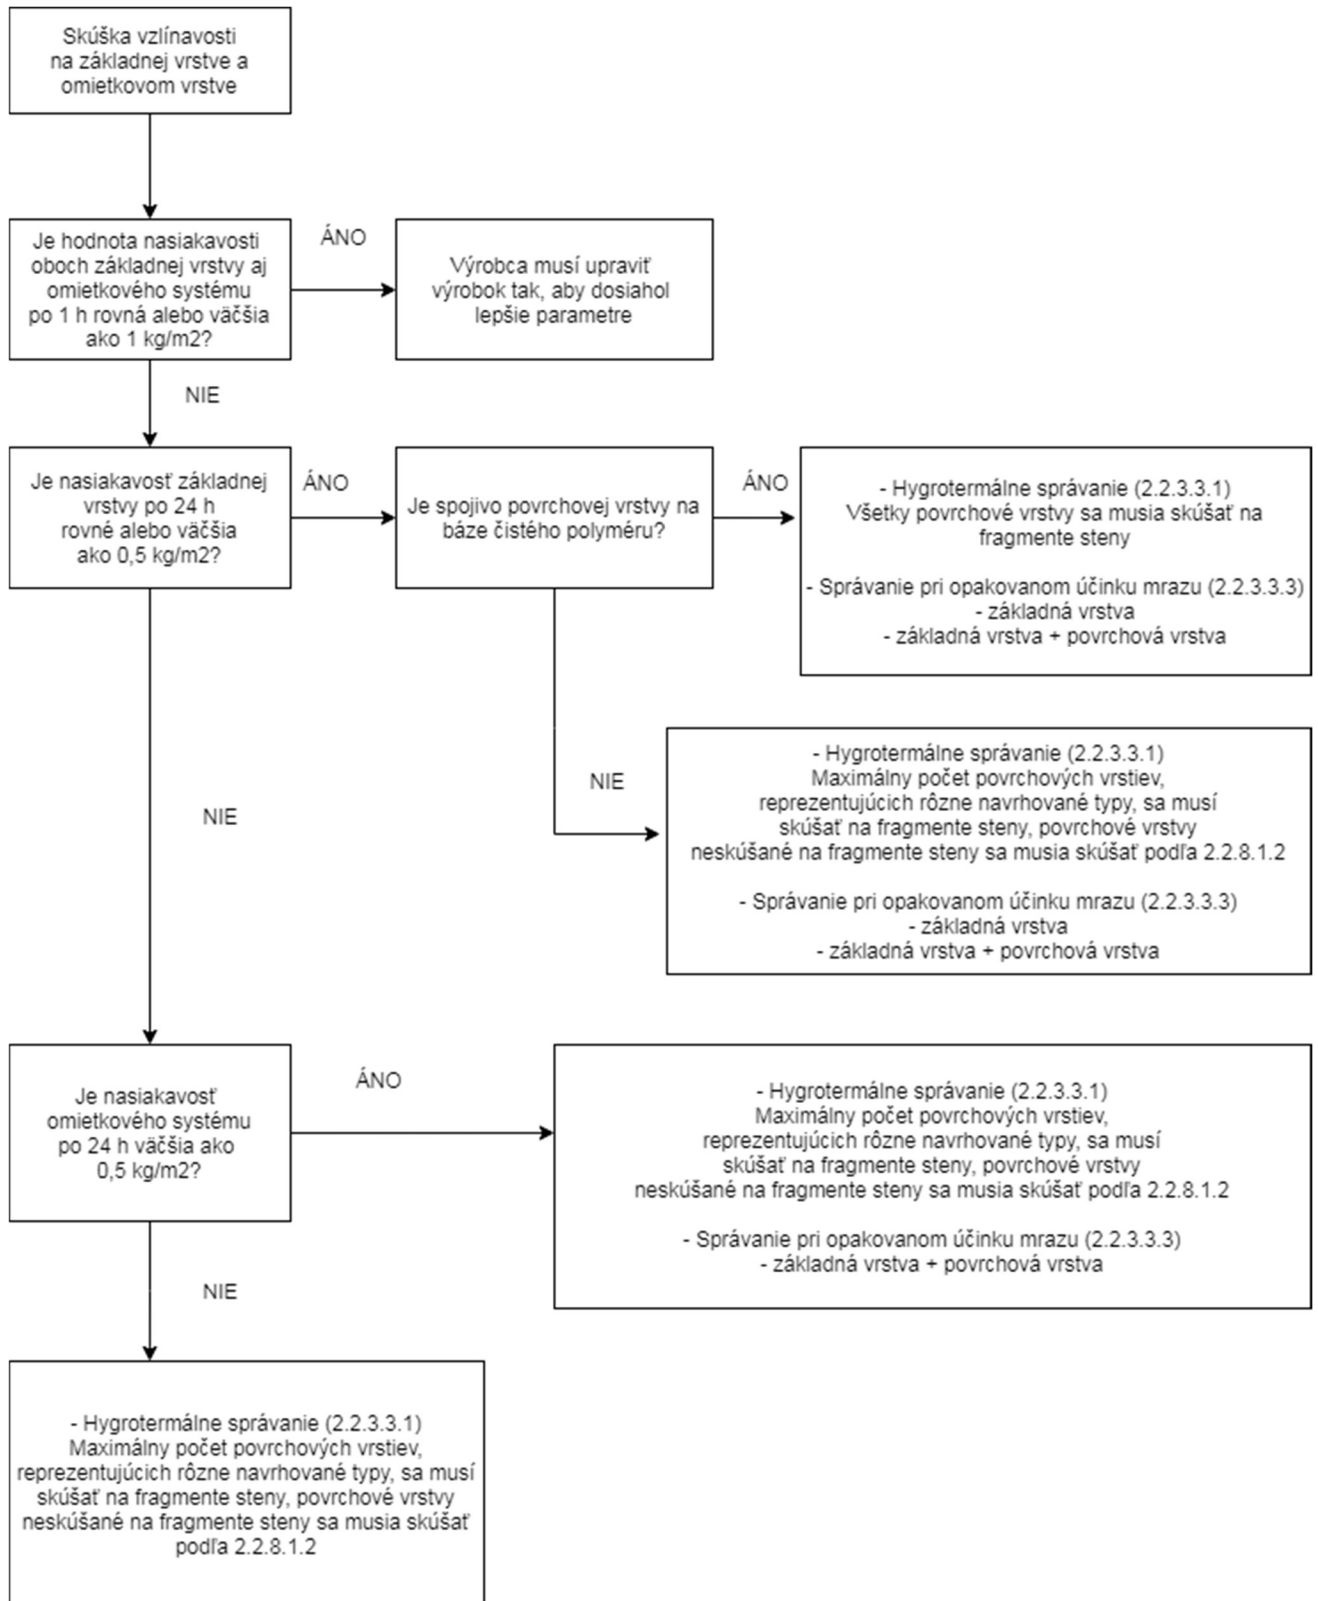 Skúška vzlínavosti
na základnej vrstve a
omietkovom vrstve
Je hodnota nasiakavosti
oboch základnej vrstvy aj
omietkového systému
po 1 h rovná alebo väčšia
ako 1 kg/m2?
ÁNO
Výrobca musí upraviť
výrobok tak, aby dosiahol
lepšie parametre
NIE
Je nasiakavosť základnej
vrstvy po 24 h
rovné alebo väčšia
ako 0,5 kg/m2?
ÁNO
Je spojivo povrchovej vrstvy na
báze čistého polyméru?
ÁNO
- Hygrotermálne správanie (2.2.3.3.1)
Všetky povrchové vrstvy sa musia skúšať na
fragmente steny
- Správanie pri opakovanom účinku mrazu (2.2.3.3.3)
- základná vrstva
- základná vrstva + povrchová vrstva
NIE
- Hygrotermálne správanie (2.2.3.3.1)
Maximálny počet povrchových vrstiev,
reprezentujúcich rôzne navrhované typy, sa musí
skúšať na fragmente steny, povrchové vrstvy
neskúšané na fragmente steny sa musia skúšať podľa 2.2.8.1.2
- Správanie pri opakovanom účinku mrazu (2.2.3.3.3)
- základná vrstva
- základná vrstva + povrchová vrstva
NIE
Je nasiakavosť
omietkového systému
po 24 h väčšia ako
0,5 kg/m2?
ÁNO
- Hygrotermálne správanie (2.2.3.3.1)
Maximálny počet povrchových vrstiev,
reprezentujúcich rôzne navrhované typy, sa musí
skúšať na fragmente steny, povrchové vrstvy
neskúšané na fragmente steny sa musia skúšať podľa 2.2.8.1.2
- Správanie pri opakovanom účinku mrazu (2.2.3.3.3)
- základná vrstva + povrchová vrstva
NIE
- Hygrotermálne správanie (2.2.3.3.1)
Maximálny počet povrchových vrstiev,
reprezentujúcich rôzne navrhované typy, sa musí
skúšať na fragmente steny, povrchové vrstvy
neskúšané na fragmente steny sa musia skúšať
podľa 2.2.8.1.2